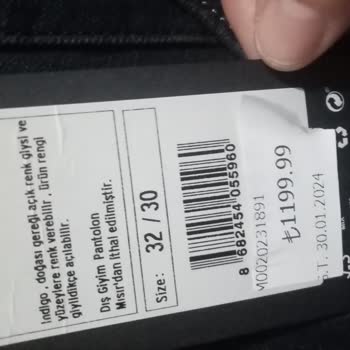 İndigo, doğası gereği açık renk giysi ve
yüzeylere renk verebilir. Ürün rengi
giyildikçe açılabilir.
Dış Giyim Pantolon
Mısır'dan ithal edilmiştir.
Size: 32 / 30
8 682454 055960
M0020231891
₺1199.99
.T. 30.01.2024